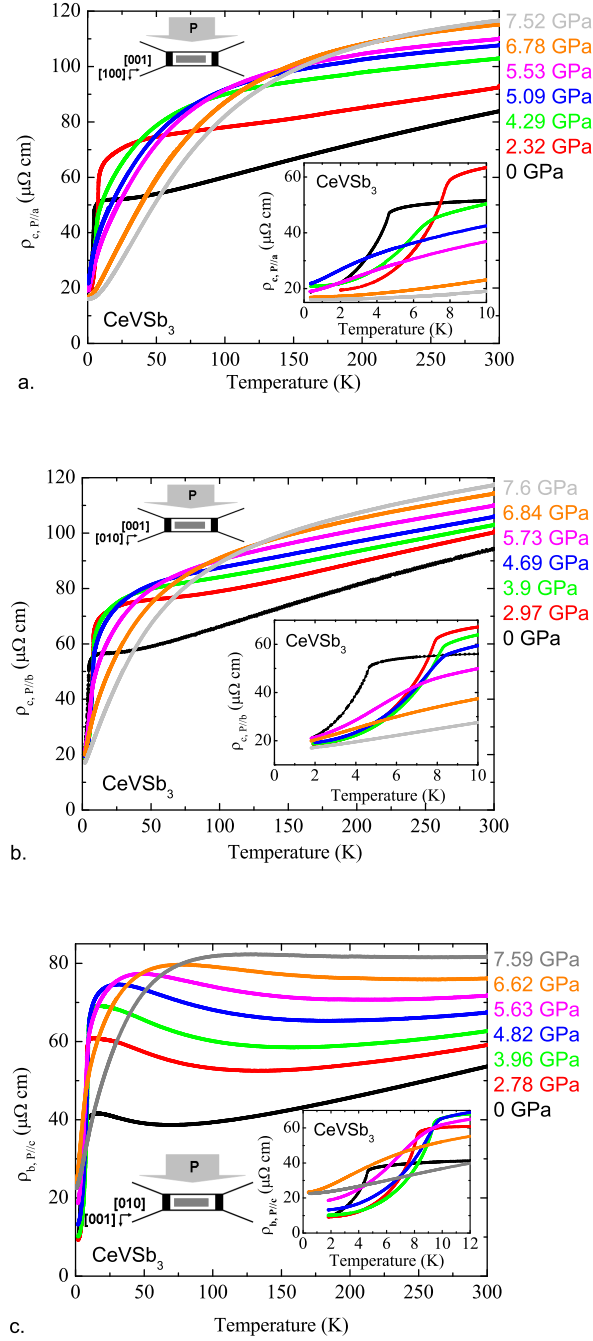 120
100
80
60
40
20
0
ρc, P//a (μΩ cm)
P
[001]
[100]
7.52 GPa
6.78 GPa
5.53 GPa
5.09 GPa
4.29 GPa
2.32 GPa
0 GPa
CeVSb3
60
40
20
ρc, P//a (μΩ cm)
0 2 4 6 8 10
Temperature (K)
CeVSb3
0 50 100 150 200 250 300
Temperature (K)
a.
120
100
80
60
40
20
0
ρc, P//b (μΩ cm)
P
[001]
[010]
7.6 GPa
6.84 GPa
5.73 GPa
4.69 GPa
3.9 GPa
2.97 GPa
0 GPa
CeVSb3
60
40
20
ρc, P//b (μΩ cm)
0 2 4 6 8 10
Temperature (K)
CeVSb3
0 50 100 150 200 250 300
Temperature (K)
b.
80
60
40
20
0
ρb, P//c (μΩ cm)
7.59 GPa
6.62 GPa
5.63 GPa
4.82 GPa
3.96 GPa
2.78 GPa
0 GPa
P
[010]
[001]
CeVSb3
60
50
40
30
20
10
0
ρb, P//c (μΩ cm)
0 2 4 6 8 10 12
Temperature (K)
CeVSb3
0 50 100 150 200 250 300
Temperature (K)
c.